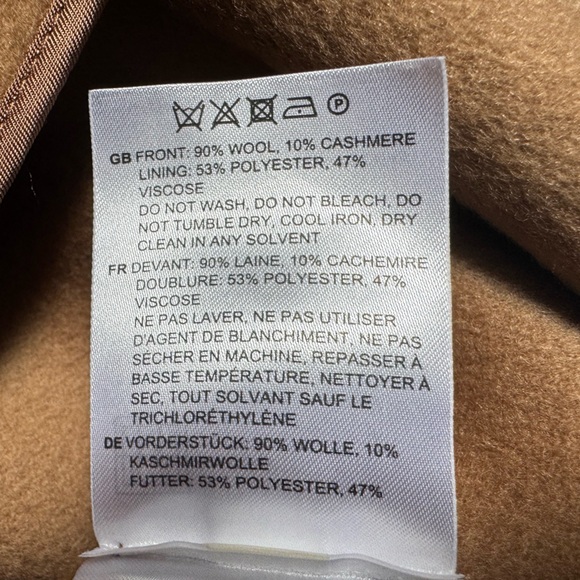 P
GB FRONT: 90% WOOL, 10% CASHMERE
LINING: 53% POLYESTER, 47%
VISCOSE
DO NOT WASH, DO NOT BLEACH, DO
NOT TUMBLE DRY, COOL IRON, DRY
CLEAN IN ANY SOLVENT
FR DEVANT: 90% LAINE, 10% CACHEMIRE
DOUBLURE: 53% POLYESTER, 47%
VISCOSE
NE PAS LAVER, NE PAS UTILISER
D'AGENT DE BLANCHIMENT, NE PAS
SÉCHER EN MACHINE, REPASSER À
BASSE TEMPÉRATURE, NETTOYER À
SEC, TOUT SOLVANT SAUF LE
TRICHLORÉTHYLÈNE
DE VORDERSTÜCK: 90% WOLLE, 10%
KASCHMIRWOLLE
FUTTER: 53% POLYESTER, 47%